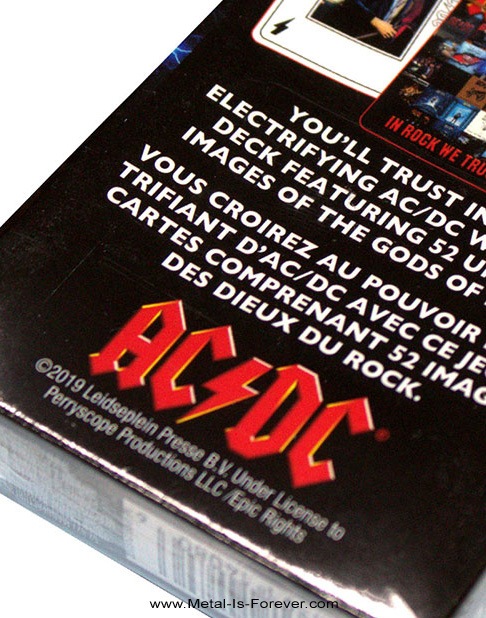 IN ROCK WE TRU
YOU'LL TRUST IN
ELECTRIFYING AC/DC W
DECK FEATURING 52 U
IMAGES OF THE GODS OF
VOUS CROIREZ AU POUVOIR
TRIFIANT D'AC/DC AVEC CE JE
CARTES COMPRENANT 52 IMAG
DES DIEUX DU ROCK.
AC⚡DC®
©2019 Leidseplein Presse B.V. Under License to
Perryscope Productions LLC /Epic Rights
www.Metal-Is-Forever.com